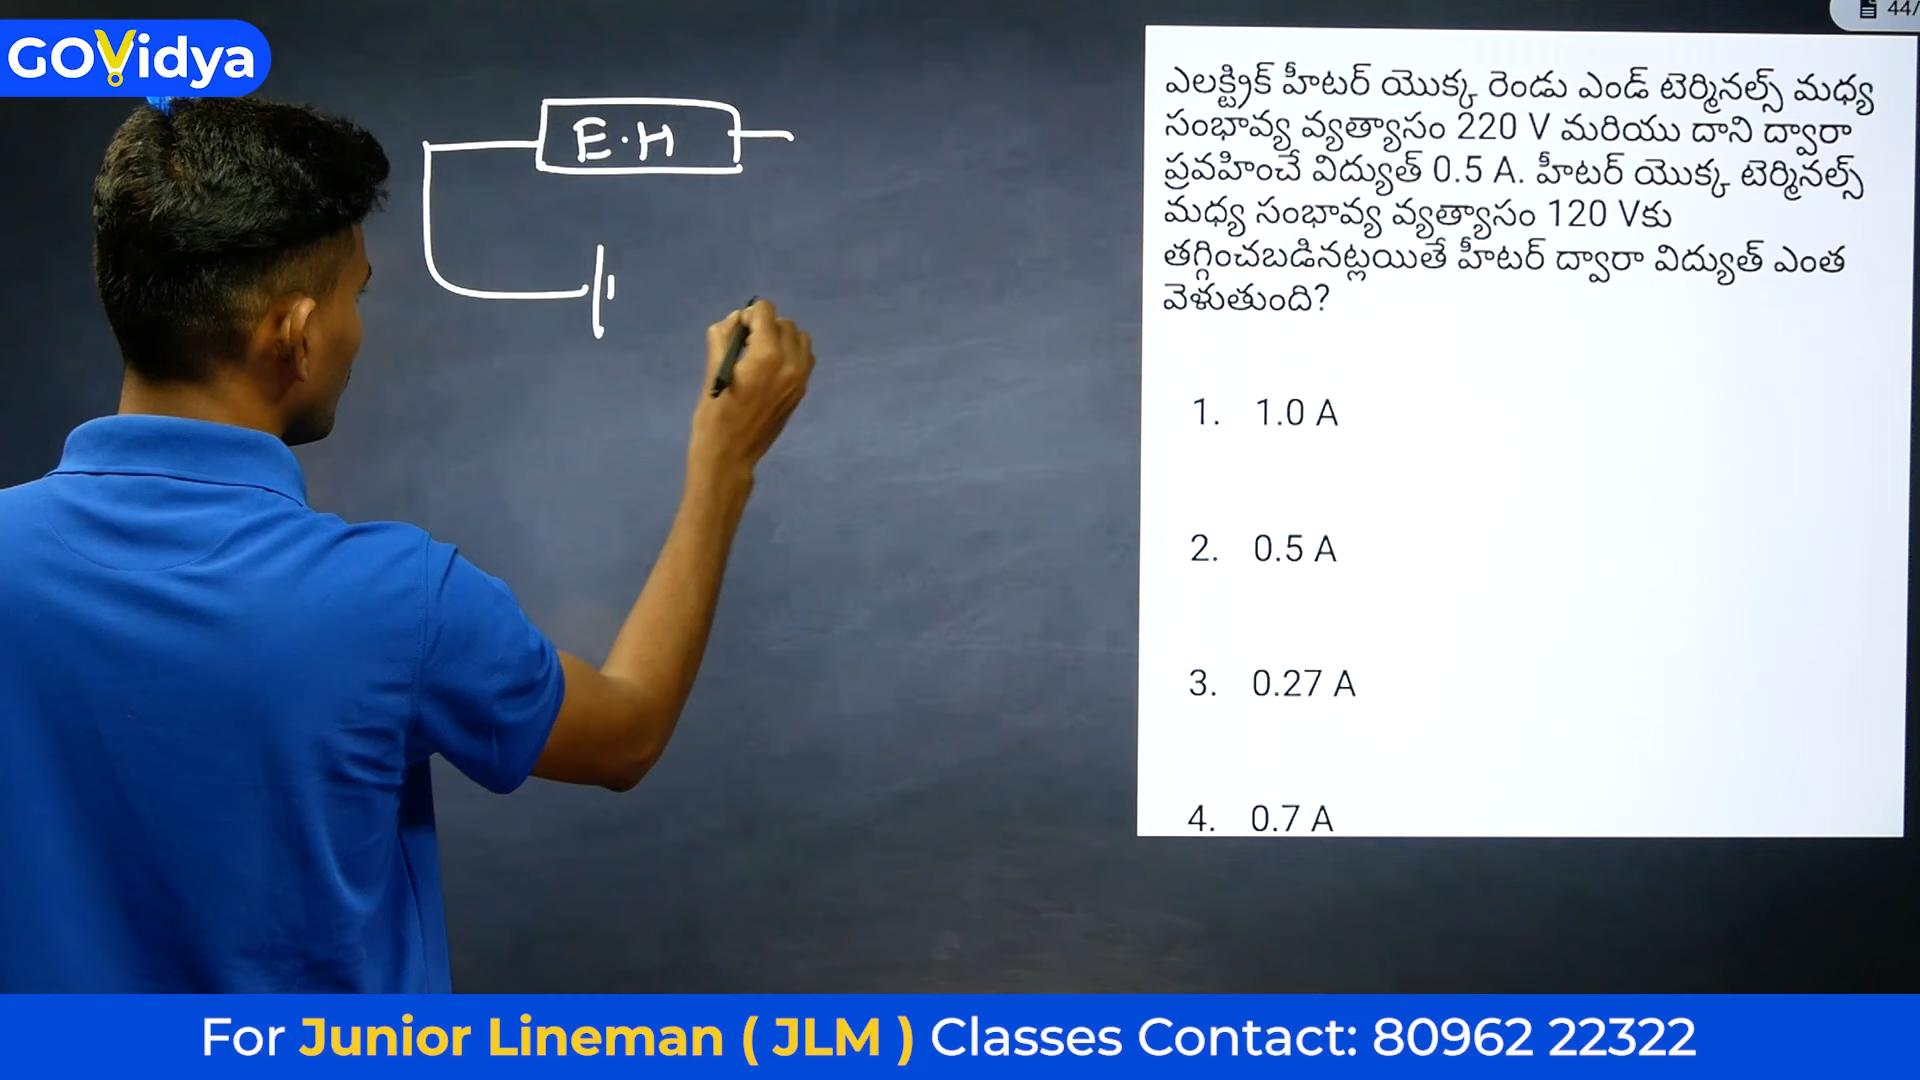 GOVidya
44/
E.H
ఎలక్ట్రిక్ హీటర్ యొక్క రెండు ఎండ్ టెర్మినల్స్ మధ్య
సంభావ్య వ్యత్యాసం 220 V మరియు దాని ద్వారా
ప్రవహించే విద్యుత్ 0.5 A. హీటర్ యొక్క టెర్మినల్స్
మధ్య సంభావ్య వ్యత్యాసం 120 Vకు
తగ్గించబడినట్లయితే హీటర్ ద్వారా విద్యుత్ ఎంత
వెళుతుంది?
1. 1.0 A
2. 0.5 A
3. 0.27 A
4. 0.7 A
For Junior Lineman ( JLM ) Classes Contact: 80962 22322